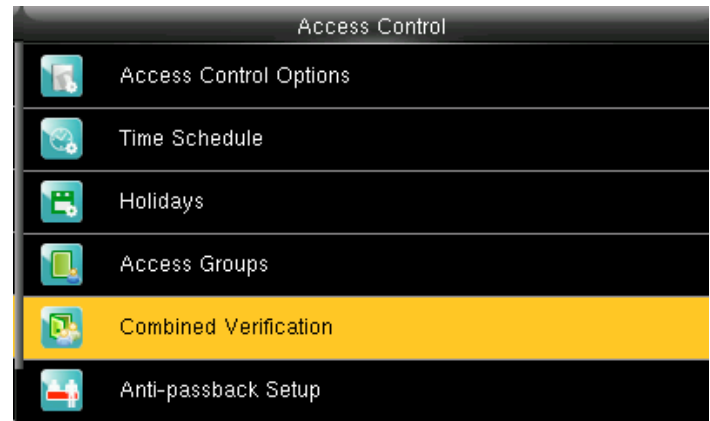 Access Control
Access Control Options
Time Schedule
Holidays
Access Groups
Combined Verification
Anti-passback Setup